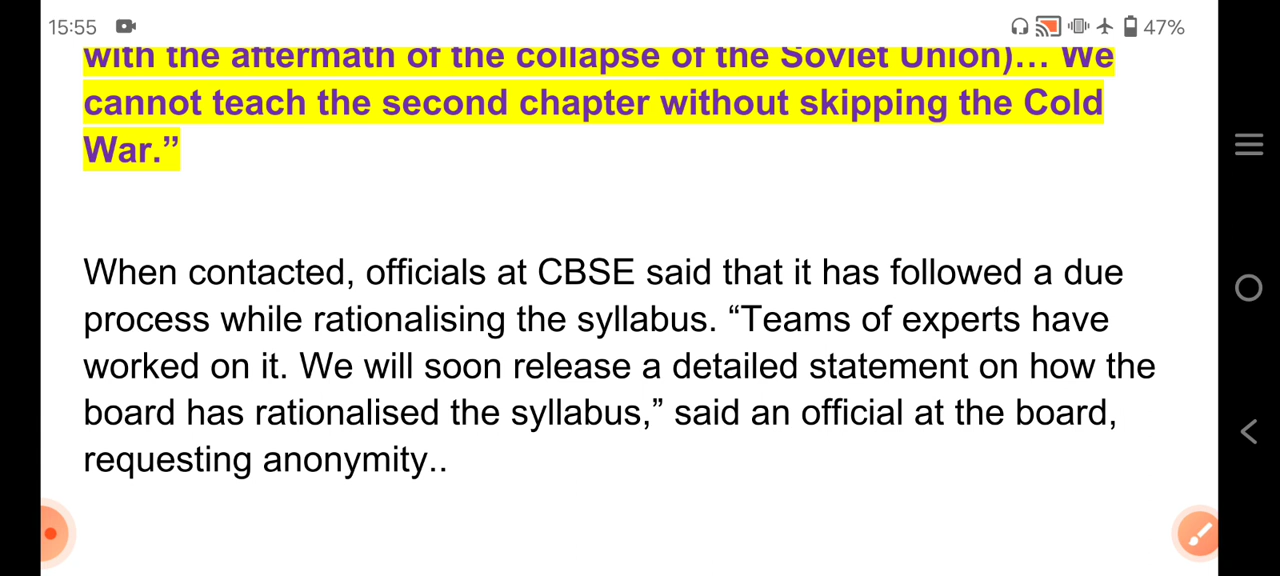 15:55
47%
with the aftermath of the collapse of the Soviet Union)... We
cannot teach the second chapter without skipping the Cold
War.”
When contacted, officials at CBSE said that it has followed a due
process while rationalising the syllabus. “Teams of experts have
worked on it. We will soon release a detailed statement on how the
board has rationalised the syllabus,” said an official at the board,
requesting anonymity..